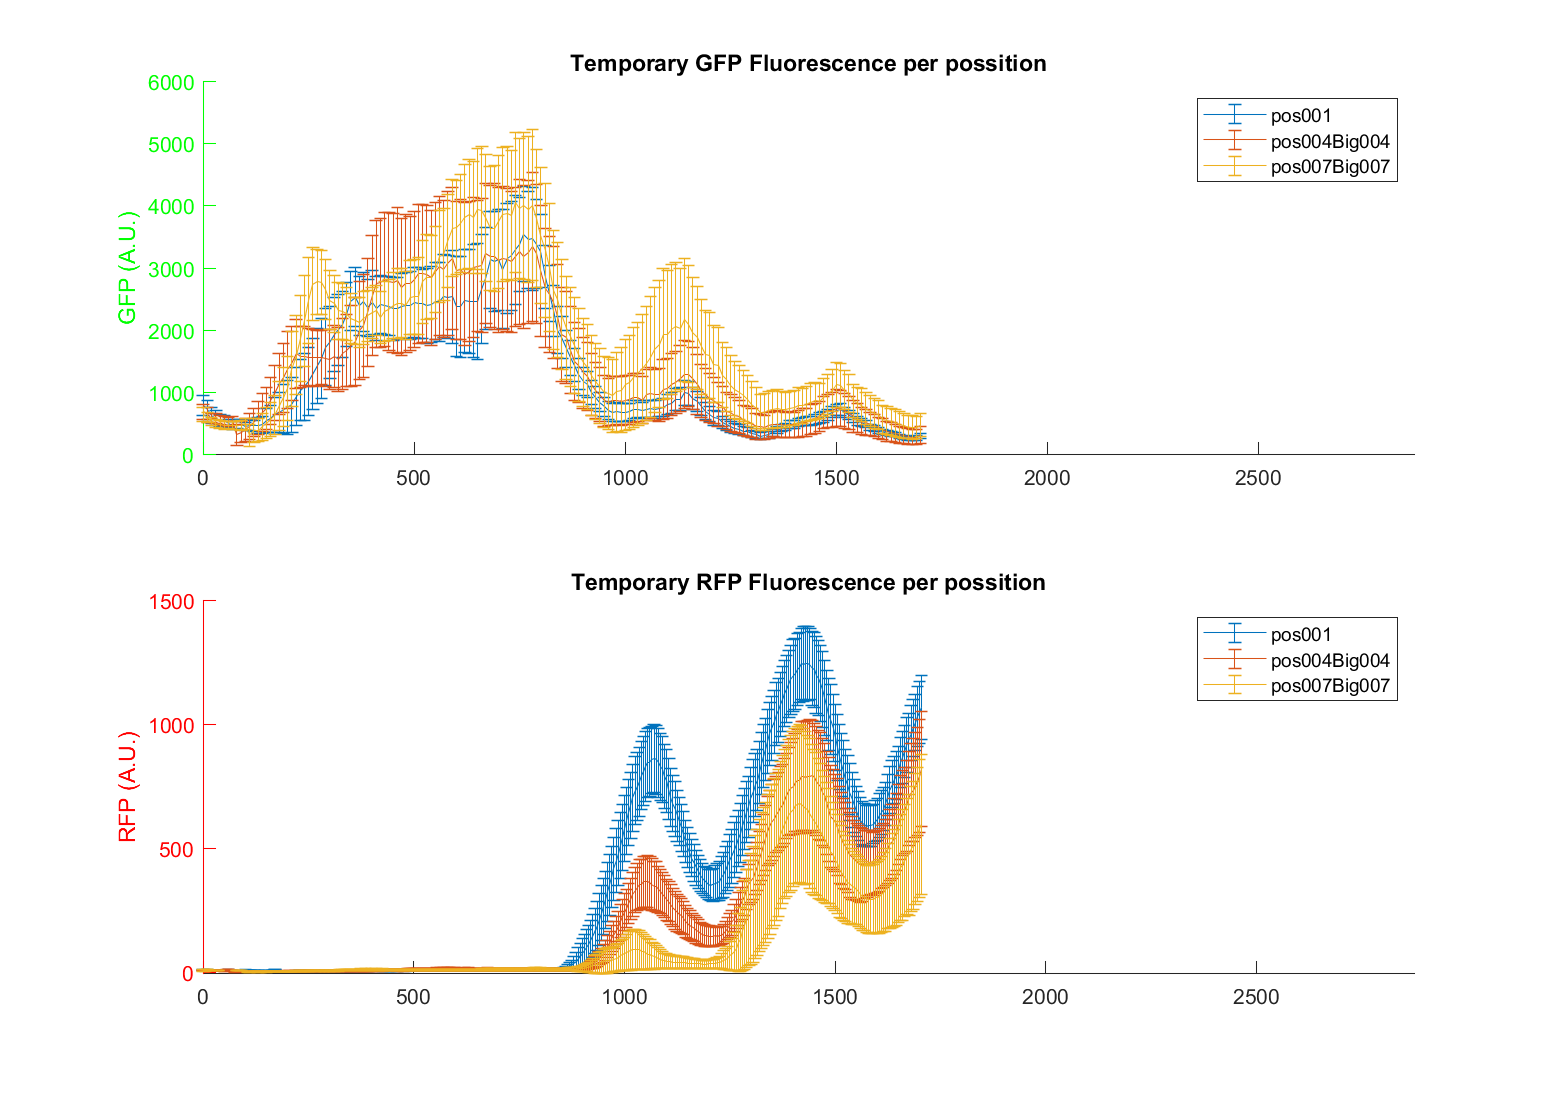 Temporary GFP Fluorescence per possition
6000
5000
4000
3000
2000
1000
0
GFP (A.U.)
0 500 1000 1500 2000 2500
pos001
pos004Big004
pos007Big007
Temporary RFP Fluorescence per possition
1500
1000
500
0
RFP (A.U.)
0 500 1000 1500 2000 2500
pos001
pos004Big004
pos007Big007